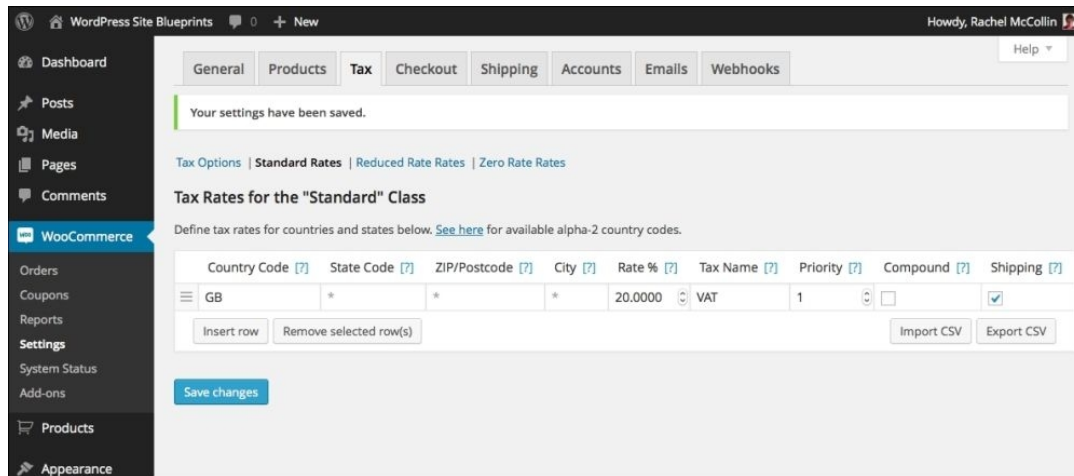 WordPress Site Blueprints 0 + New Howdy, Rachel McCollin
Help
Dashboard
Posts
Media
Pages
Comments
WooCommerce
Orders
Coupons
Reports
Settings
System Status
Add-ons
Products
Appearance
General Products Tax Checkout Shipping Accounts Emails Webhooks
Your settings have been saved.
Tax Options | Standard Rates | Reduced Rate Rates | Zero Rate Rates
Tax Rates for the "Standard" Class
Define tax rates for countries and states below. See here for available alpha-2 country codes.
Country Code [?] State Code [?] ZIP/Postcode [?] City [?] Rate % [?] Tax Name [?] Priority [?] Compound [?] Shipping [?]
GB * * * 20.0000 VAT 1
Insert row Remove selected row(s) Import CSV Export CSV
Save changes